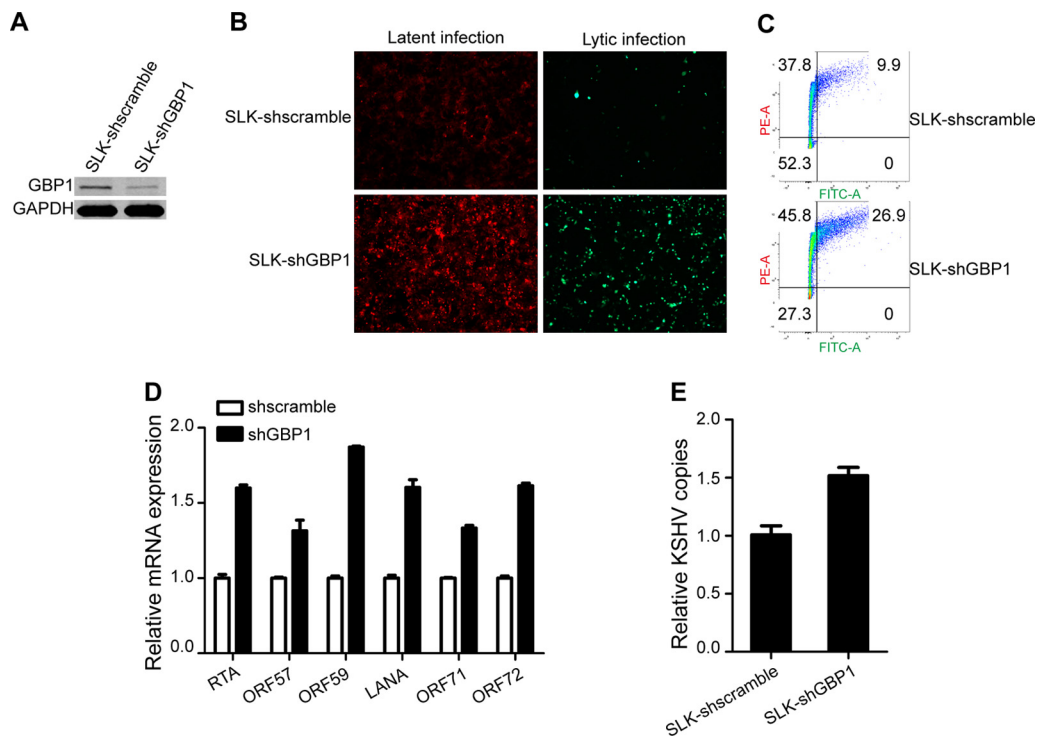 A
SLK-shscramble
SLK-shGBP1
GBP1
GAPDH
B
Latent infection
Lytic infection
SLK-shscramble
SLK-shGBP1
C
37.8
9.9
52.3
0
PE-A
FITC-A
SLK-shscramble
45.8
26.9
27.3
0
PE-A
FITC-A
SLK-shGBP1
D
shscramble
shGBP1
Relative mRNA expression
2.0
1.5
1.0
0.0
RTA
ORF57
ORF59
LANA
ORF71
ORF72
E
Relative KSHV copies
2.0
1.5
1.0
0.5
0.0
SLK-shscramble
SLK-shGBP1